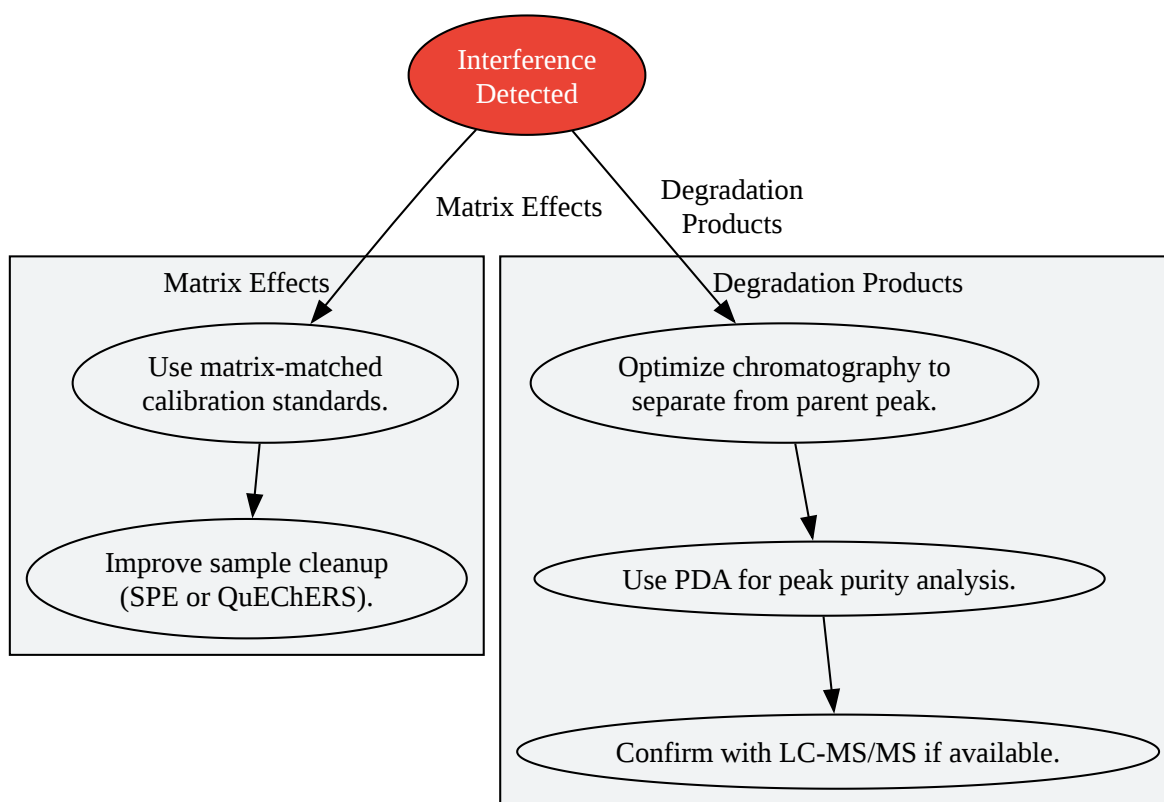 Interference
Detected
Matrix Effects
Degradation
Products
Matrix Effects
Use matrix-matched
calibration standards.
Improve sample cleanup
(SPE or QuEChERS).
Degradation Products
Optimize chromatography to
separate from parent peak.
Use PDA for peak purity analysis.
Confirm with LC-MS/MS if available.